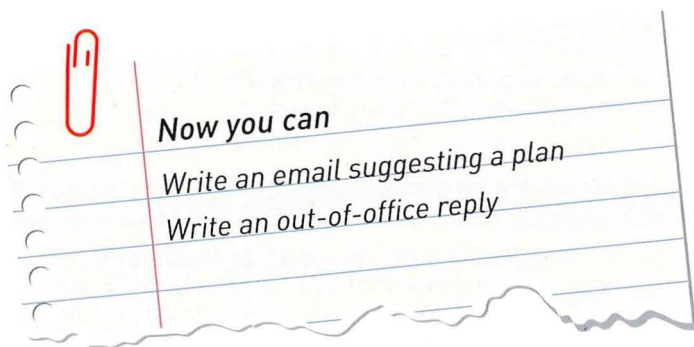 Now you can
Write an email suggesting a plan
Write an out-of-office reply